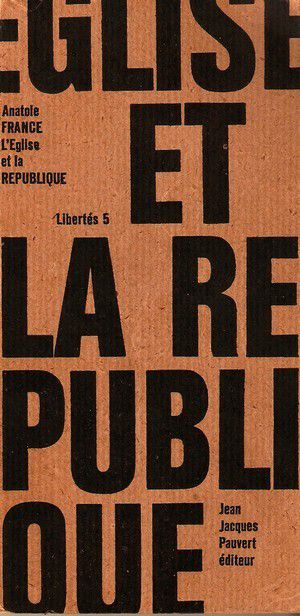 EGLISE
Anatole
FRANCE
L'Eglise
et la
REPUBLIQUE
ET
Libertés 5
LA RE
PUBLI
QUE
Jean
Jacques
Pauvert
éditeur